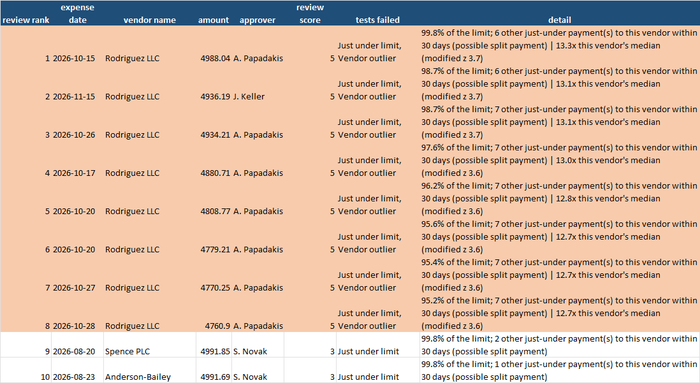 review rank expense date vendor name amount approver review score tests failed detail
1 2026-10-15 Rodriguez LLC 4988.04 A. Papadakis 5 Just under limit, Vendor outlier 99.8% of the limit; 6 other just-under payment(s) to this vendor within 30 days (possible split payment) | 13.3x this vendor's median (modified z 3.7)
2 2026-11-15 Rodriguez LLC 4936.19 J. Keller 5 Just under limit, Vendor outlier 98.7% of the limit; 6 other just-under payment(s) to this vendor within 30 days (possible split payment) | 13.1x this vendor's median (modified z 3.7)
3 2026-10-26 Rodriguez LLC 4934.21 A. Papadakis 5 Just under limit, Vendor outlier 98.7% of the limit; 7 other just-under payment(s) to this vendor within 30 days (possible split payment) | 13.1x this vendor's median (modified z 3.7)
4 2026-10-17 Rodriguez LLC 4880.71 A. Papadakis 5 Just under limit, Vendor outlier 97.6% of the limit; 7 other just-under payment(s) to this vendor within 30 days (possible split payment) | 13.0x this vendor's median (modified z 3.6)
5 2026-10-20 Rodriguez LLC 4808.77 A. Papadakis 5 Just under limit, Vendor outlier 96.2% of the limit; 7 other just-under payment(s) to this vendor within 30 days (possible split payment) | 12.8x this vendor's median (modified z 3.6)
6 2026-10-20 Rodriguez LLC 4779.21 A. Papadakis 5 Just under limit, Vendor outlier 95.6% of the limit; 7 other just-under payment(s) to this vendor within 30 days (possible split payment) | 12.7x this vendor's median (modified z 3.6)
7 2026-10-27 Rodriguez LLC 4770.25 A. Papadakis 5 Just under limit, Vendor outlier 95.4% of the limit; 7 other just-under payment(s) to this vendor within 30 days (possible split payment) | 12.7x this vendor's median (modified z 3.6)
8 2026-10-28 Rodriguez LLC 4760.9 A. Papadakis 5 Just under limit, Vendor outlier 95.2% of the limit; 7 other just-under payment(s) to this vendor within 30 days (possible split payment) | 12.7x this vendor's median (modified z 3.6)
9 2026-08-20 Spence PLC 4991.85 S. Novak 3 Just under limit 99.8% of the limit; 2 other just-under payment(s) to this vendor within 30 days (possible split payment)
10 2026-08-23 Anderson-Bailey 4991.69 S. Novak 3 Just under limit 99.8% of the limit; 1 other just-under payment(s) to this vendor within 30 days (possible split payment)